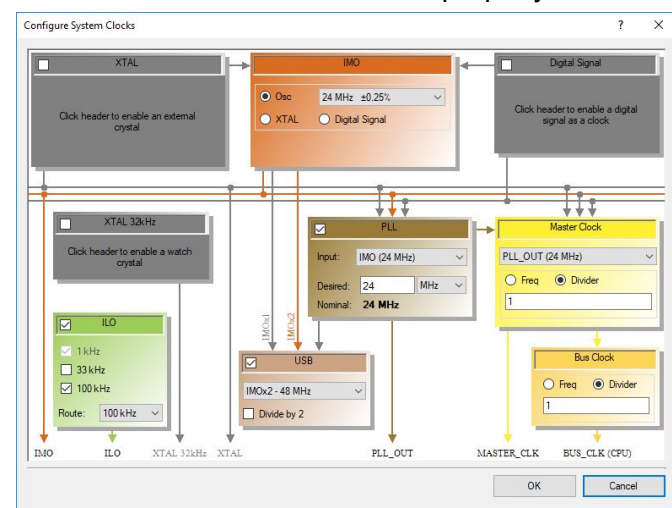 Configure System Clocks
? ×
XTAL
Click header to enable an external
crystal
IMO
Osc 24 MHz ±0.25%
XTAL Digital Signal
Digital Signal
Click header to enable a digital
signal as a clock
XTAL 32kHz
Click header to enable a watch
crystal
PLL
Input: IMO (24 MHz)
Desired: 24 MHz
Nominal: 24 MHz
Master Clock
PLL_OUT (24 MHz)
Freq Divider
1
ILO
1 kHz
33 kHz
100 kHz
Route: 100 kHz
IMOx1
IMOx2
USB
IMOx2 - 48 MHz
Divide by 2
Bus Clock
Freq Divider
1
IMO ILO XTAL 32kHz XTAL PLL_OUT MASTER_CLK BUS_CLK (CPU)
OK Cancel